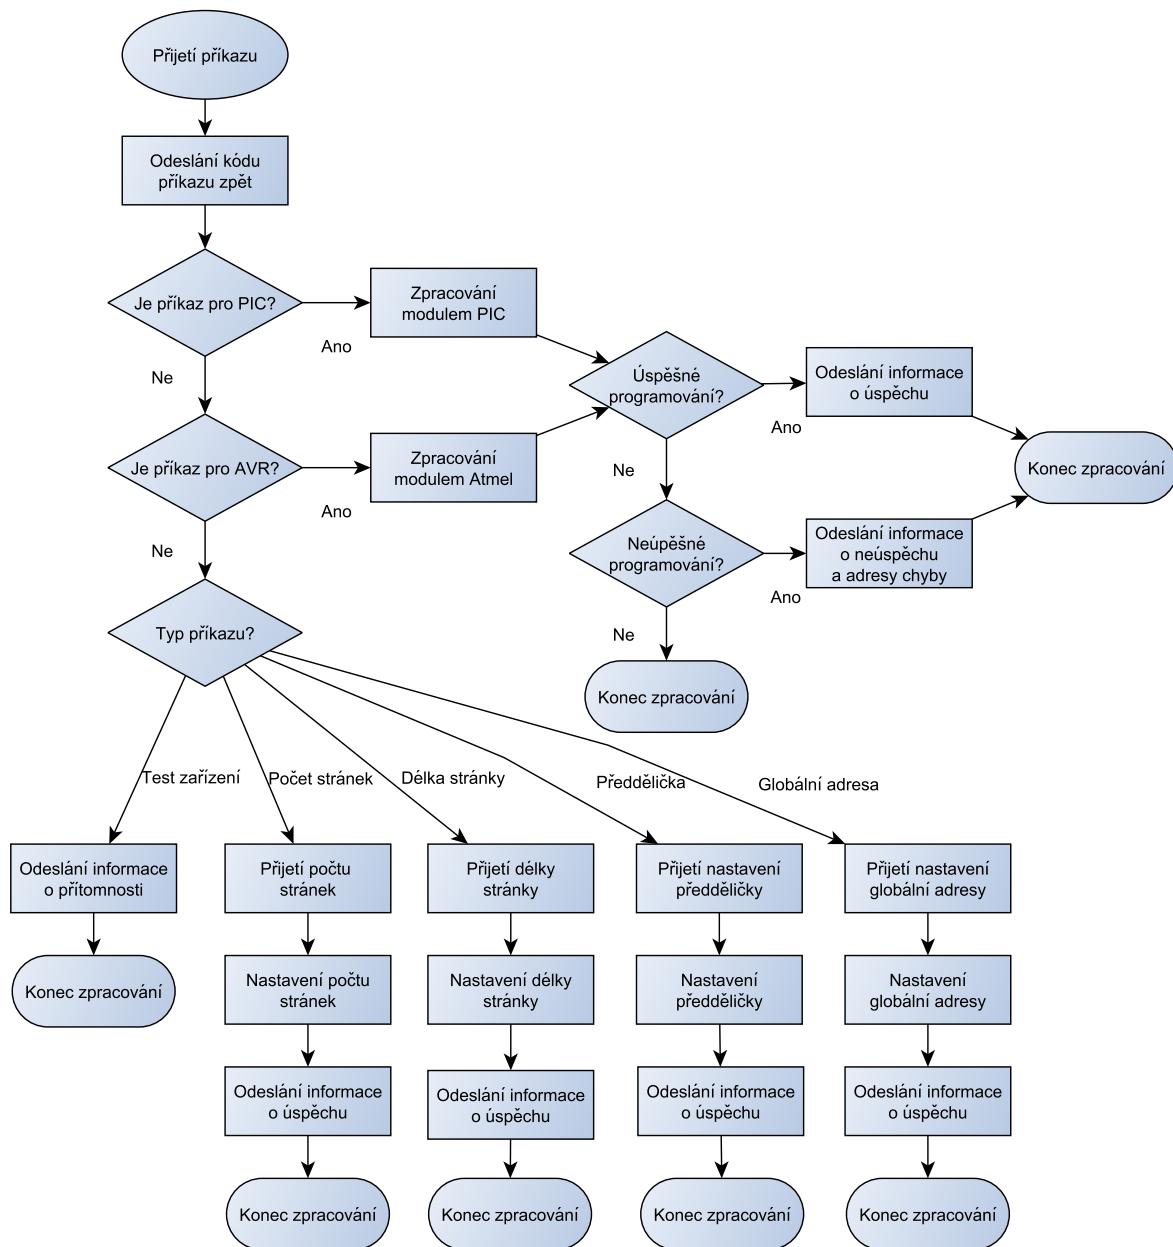 Přijetí příkazu
Odeslání kódu
příkazu zpět
Je příkaz pro PIC?
Ano
Ne
Zpracování
modulem PIC
Je příkaz pro AVR?
Ano
Ne
Zpracování
modulem Atmel
Úspěšné
programování?
Ano
Ne
Odeslání informace
o úspěchu
Konec zpracování
Neúpěšné
programování?
Ano
Ne
Odeslání informace
o neúspěchu
a adresy chyby
Konec zpracování
Typ příkazu?
Test zařízení
Počet stránek
Délka stránky
Předdělička
Globální adresa
Odeslání informace
o přítomnosti
Konec zpracování
Přijetí počtu
stránek
Nastavení počtu
stránek
Odeslání informace
o úspěchu
Konec zpracování
Přijetí délky
stránky
Nastavení délky
stránky
Odeslání informace
o úspěchu
Konec zpracování
Přijetí nastavení
předděličky
Nastavení
předděličky
Odeslání informace
o úspěchu
Konec zpracování
Přijetí nastavení
globální adresy
Nastavení
globální adresy
Odeslání informace
o úspěchu
Konec zpracování